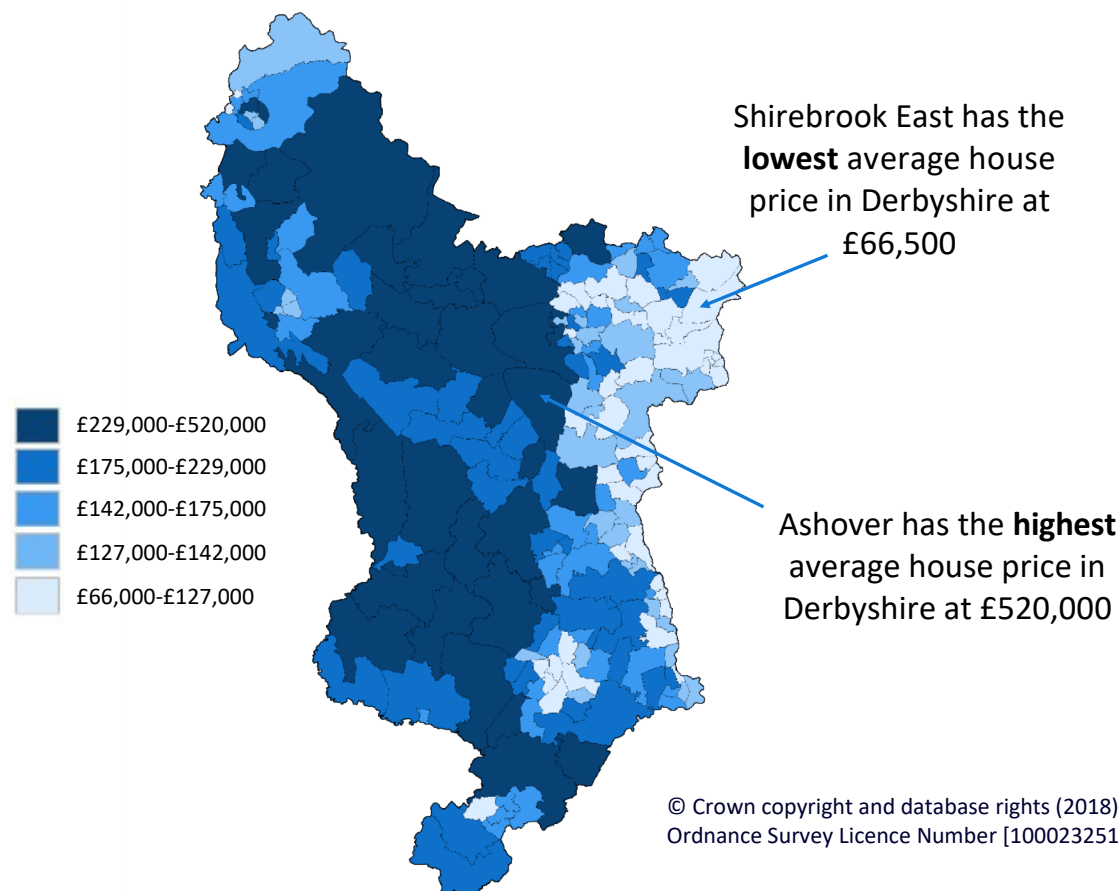 Shirebrook East has the
lowest average house
price in Derbyshire at
£66,500
£229,000-£520,000
£175,000-£229,000
£142,000-£175,000
£127,000-£142,000
£66,000-£127,000
Ashover has the highest
average house price in
Derbyshire at £520,000
© Crown copyright and database rights (2018)
Ordnance Survey Licence Number [100023251